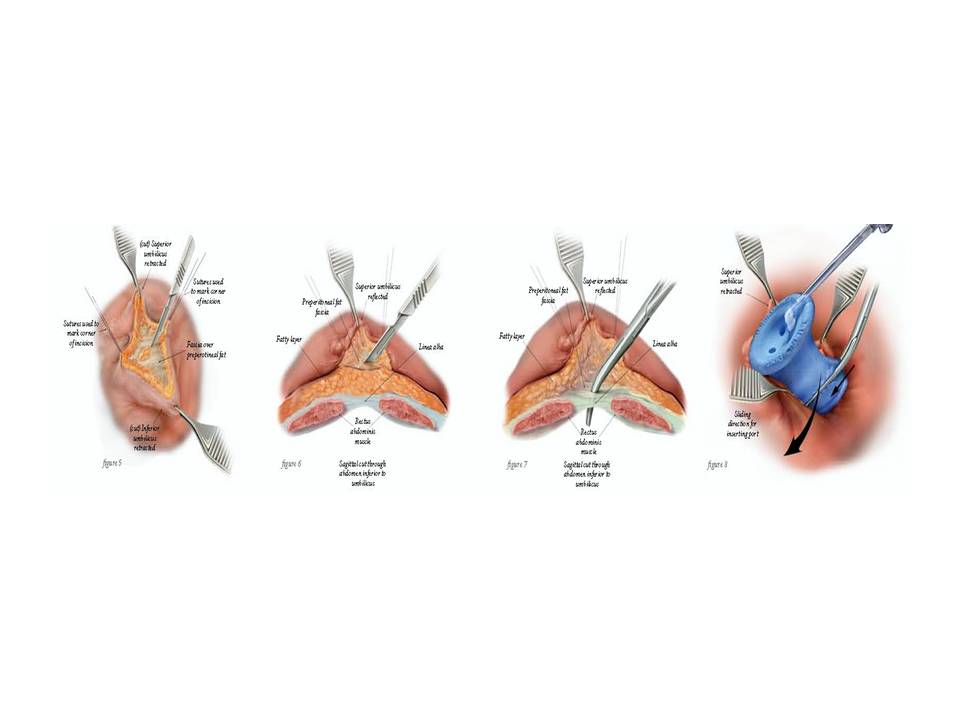 (cut) Superior
umbilicus
retracted
Sutures used
to mark corner
of incision
Sutures used to
mark corner
of incision
Fascia over
preperotineal fat
(cut) Inferior
umbilicus
retracted
figure 5
Superior umbilicus
reflected
Preperitoneal fat
fascia
Fatty layer
Linea alba
Rectus
abdominis
muscle
figure 6
Sagittal cut through
abdomen inferior to
umbilicus
Superior umbilicus
reflected
Preperitoneal fat
fascia
Fatty layer
Linea alba
Rectus
abdominis
muscle
figure 7
Sagittal cut through
abdomen inferior to
umbilicus
Superior
umbilicus
retracted
Sliding
direction for
inserting port
figure 8